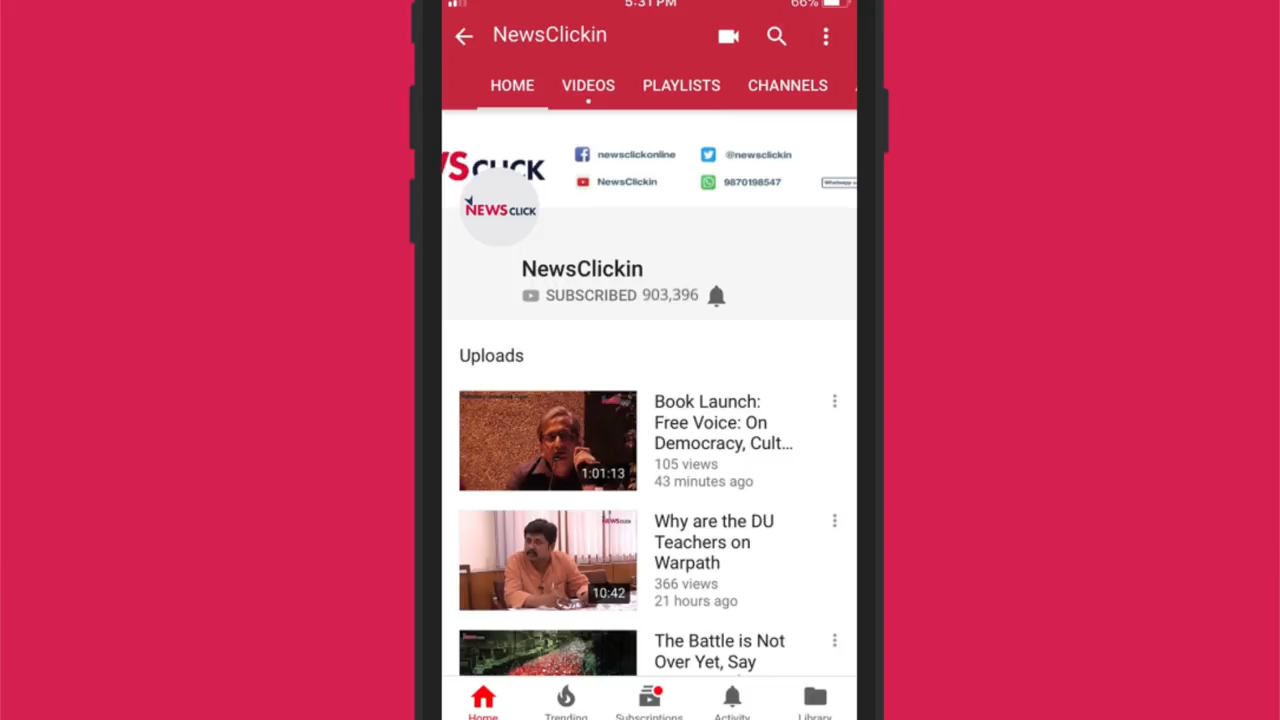 5:31 PM
66%
NewsClickin
HOME
VIDEOS
PLAYLISTS
CHANNELS
WS CLICK
newsclickonline
@newsclickin
NewsClickin
9870198547
NEWS CLICK
NewsClickin
SUBSCRIBED 903,396
Uploads
Book Launch:
Free Voice: On
Democracy, Cult...
105 views
43 minutes ago
1:01:13
Why are the DU
Teachers on
Warpath
366 views
21 hours ago
NEWSCLICK
10:42
The Battle is Not
Over Yet, Say
Home
Trending
Subscriptions
Activity
Library